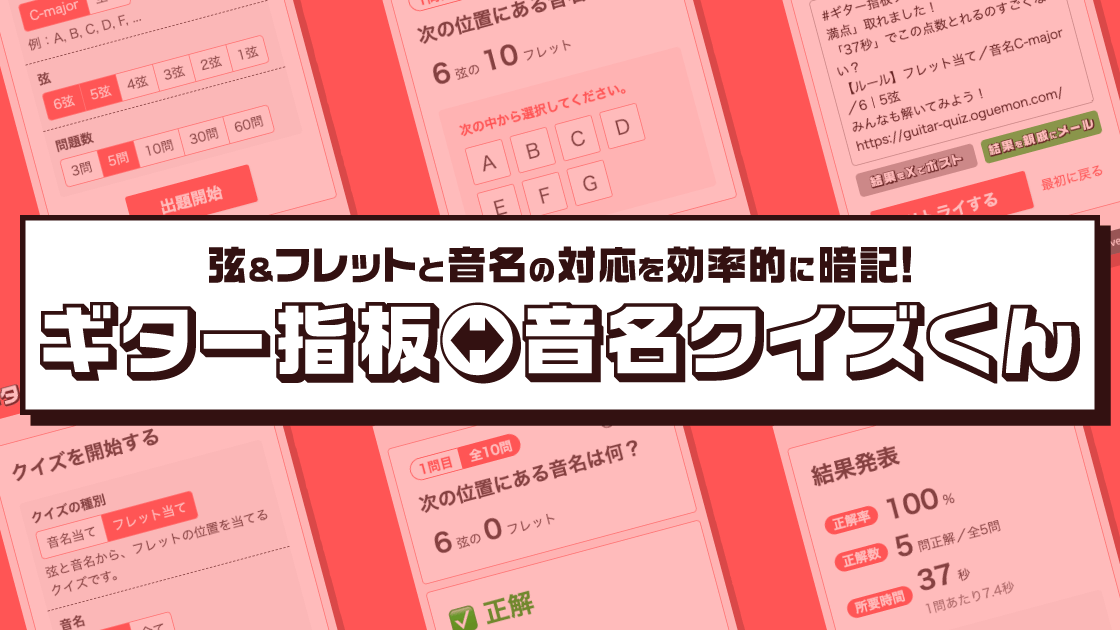 C-major
例：A, B, C, D, F, ...
弦
6弦 5弦 4弦 3弦 2弦 1弦
問題数
3問 5問 10問 30問 60問
出題開始
次の位置にある音名
6弦の10フレット
次の中から選択してください。
A B C D
E F G
#ギター指板
満点」取れました！
「37秒」でこの点数とれるのすごくな
い？
【ルール】フレット当て／音名C-major
／6｜5弦
みんなも解いてみよう！
https://guitar-quiz.oguemon.com/
結果をXでポスト 結果を親戚にメール
トライする 最初に戻る
弦&フレットと音名の対応を効率的に暗記！
ギター指板↔音名クイズくん
クイズを開始する
クイズの種別
音名当て フレット当て
弦と音名から、フレットの位置を当てる
クイズです。
音名
1問目 全10問
次の位置にある音名は何？
6弦の0フレット
✅正解
結果発表
正解率 100%
正解数 5問正解／全5問
所要時間 37秒
1問あたり7.4秒